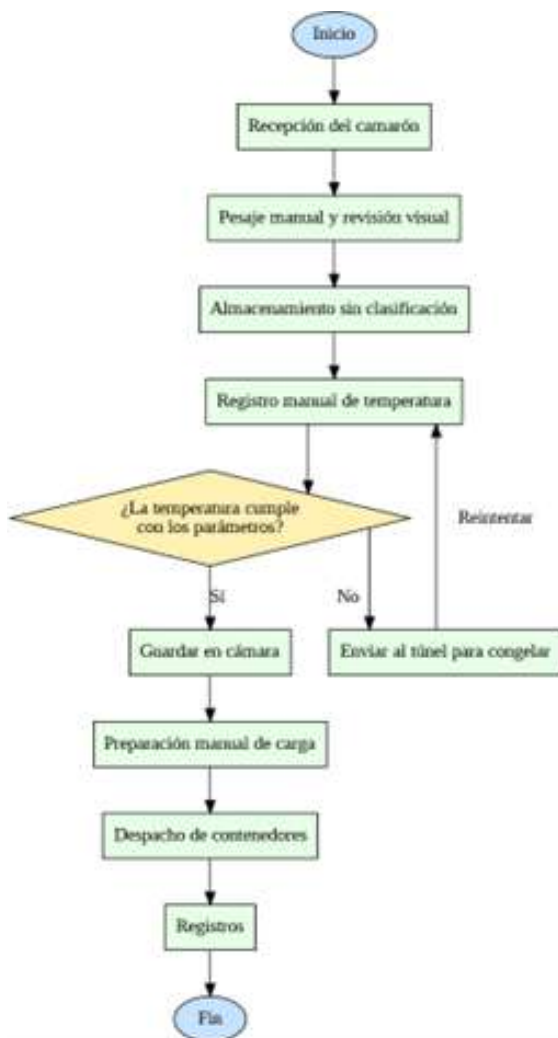 Inicio
Recepción del camarón
Pesaje manual y revisión visual
Almacenamiento sin clasificación
Registro manual de temperatura
¿La temperatura cumple
con los parámetros?
Reintentar
Sí
No
Guardar en cámara
Enviar al túnel para congelar
Preparación manual de carga
Despacho de contenedores
Registros
Fin